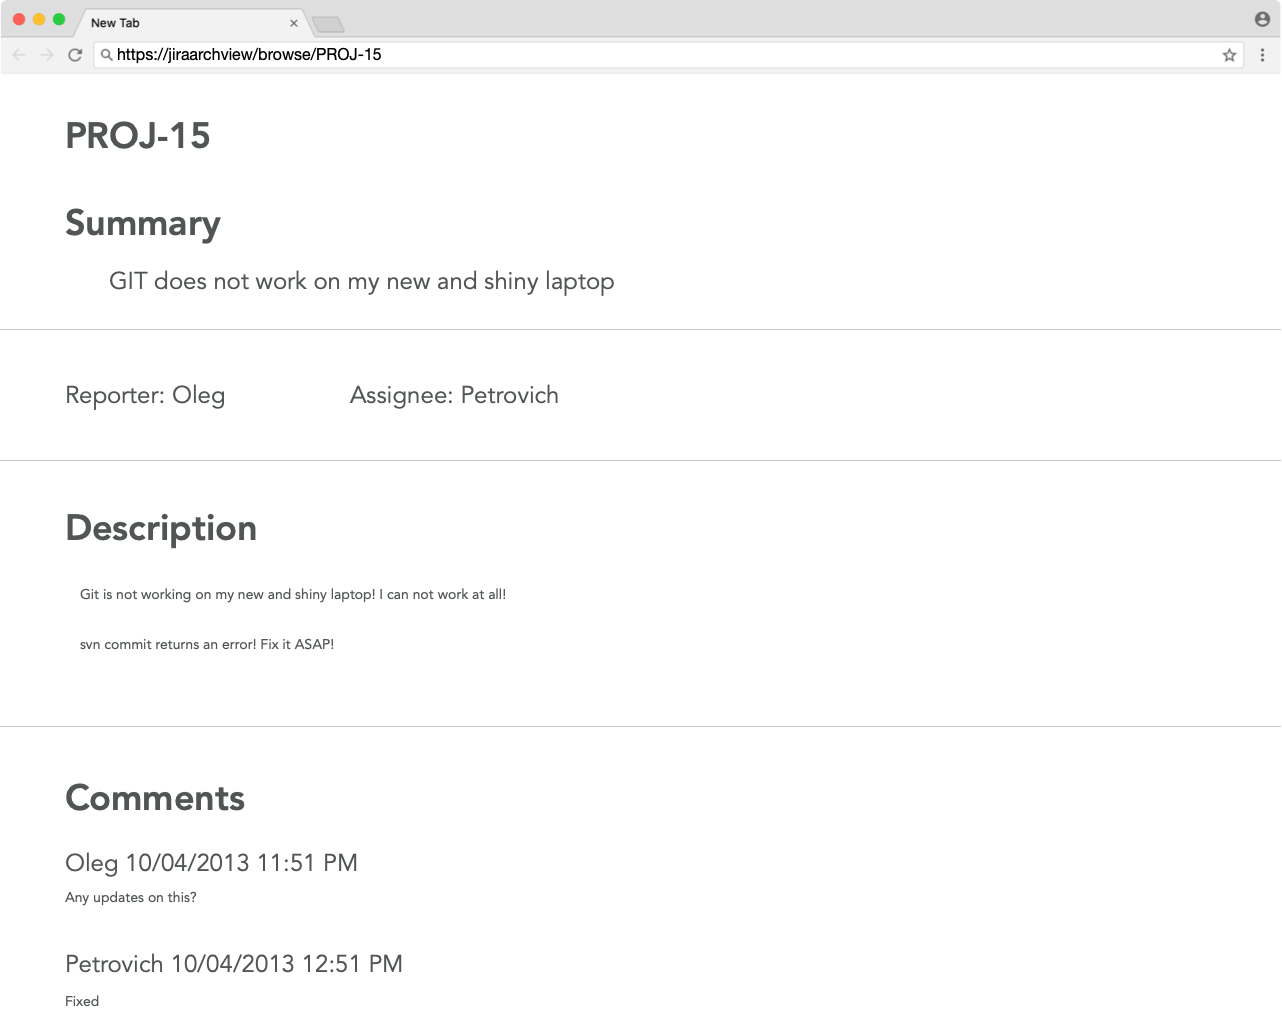 New Tab
https://jiraarchview/browse/PROJ-15
PROJ-15
Summary
GIT does not work on my new and shiny laptop
Reporter: Oleg
Assignee: Petrovich
Description
Git is not working on my new and shiny laptop! I can not work at all!
svn commit returns an error! Fix it ASAP!
Comments
Oleg 10/04/2013 11:51 PM
Any updates on this?
Petrovich 10/04/2013 12:51 PM
Fixed